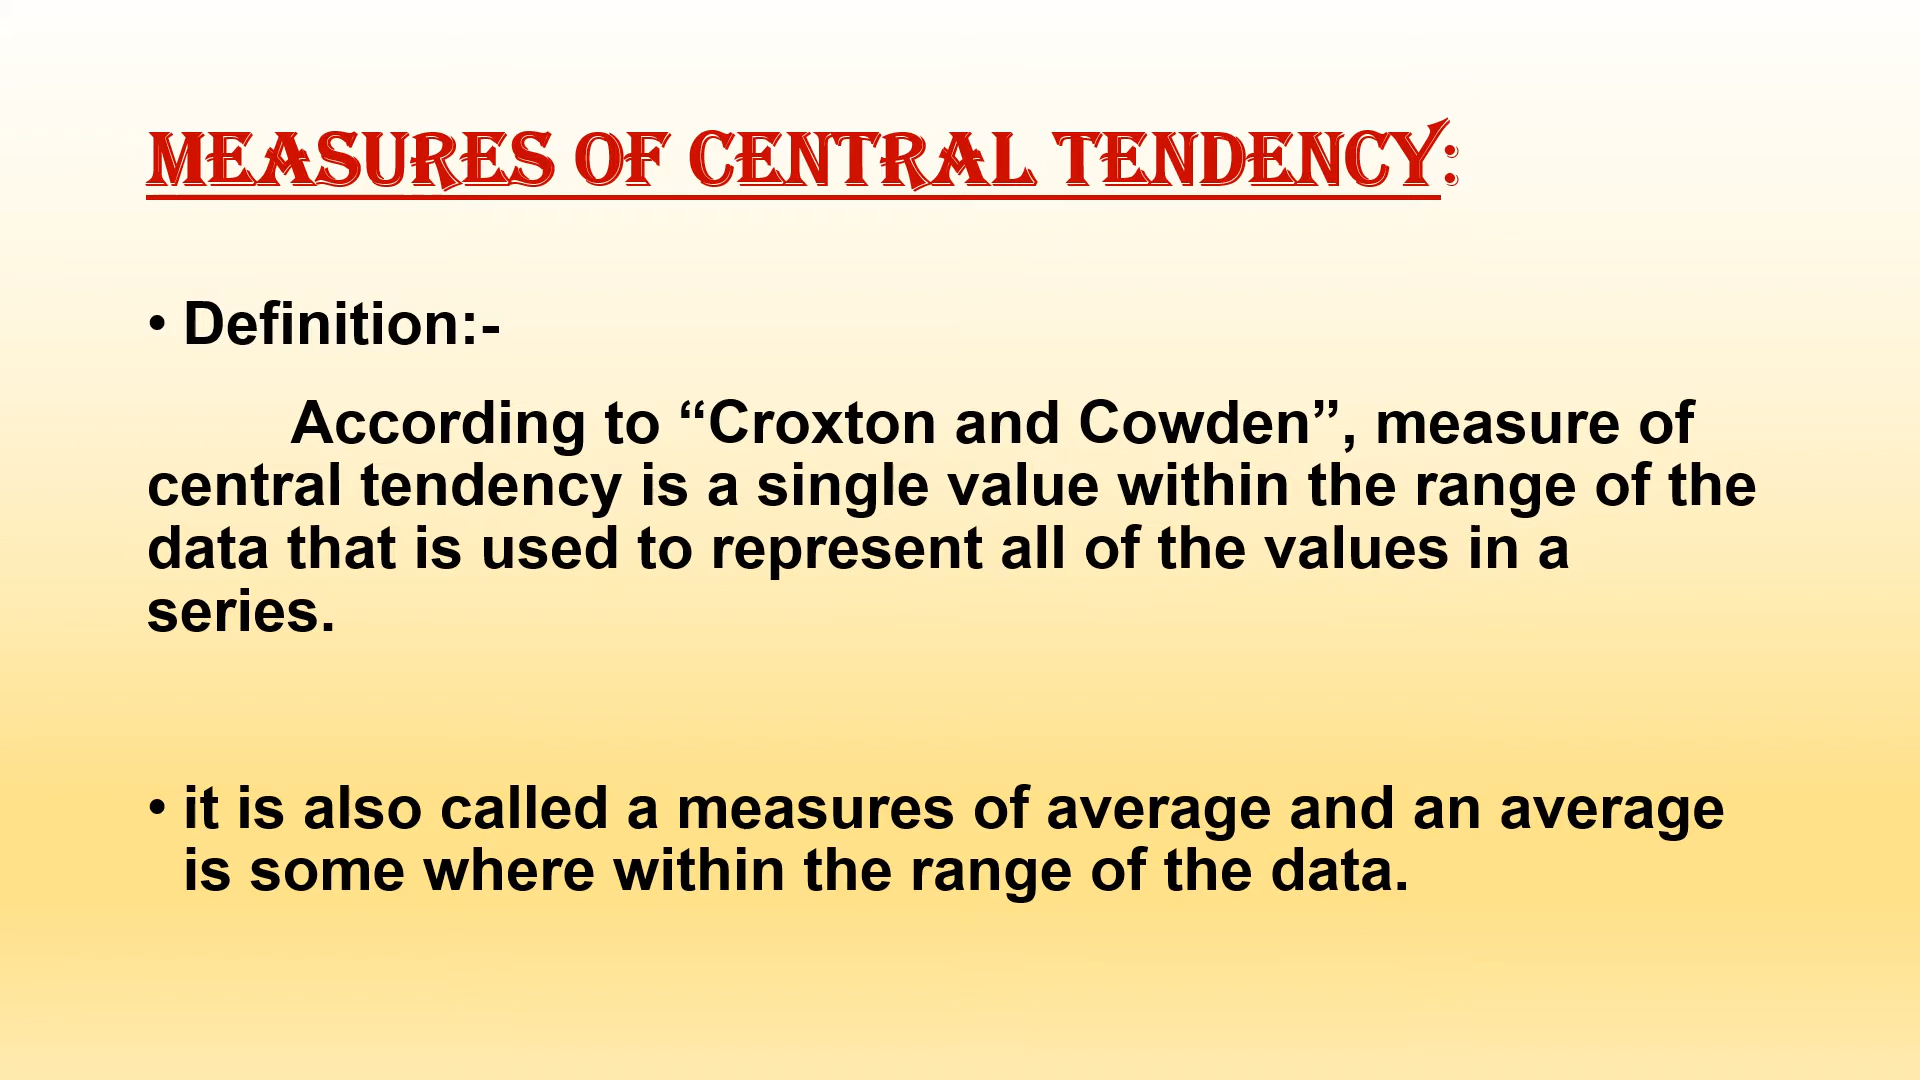 MEASURES OF CENTRAL TENDENCY:
• Definition:-
According to “Croxton and Cowden”, measure of
central tendency is a single value within the range of the
data that is used to represent all of the values in a
series.
• it is also called a measures of average and an average
is some where within the range of the data.